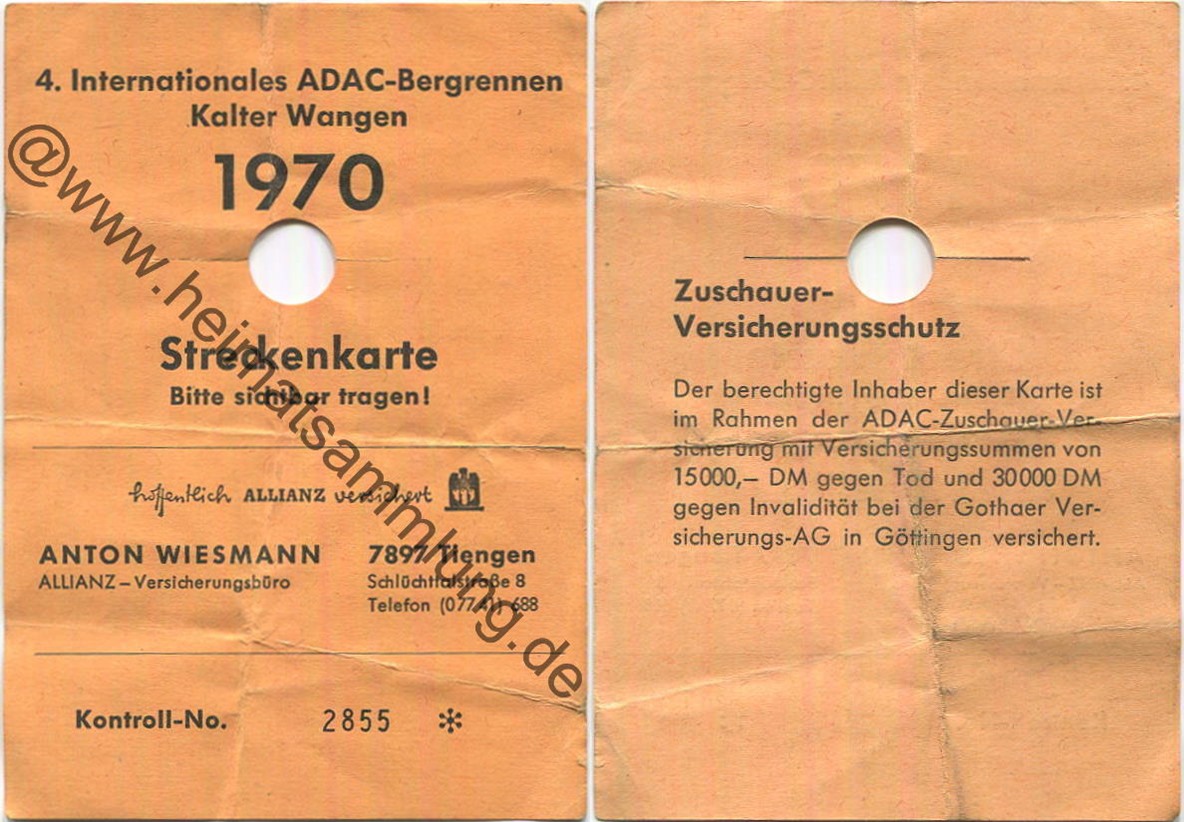 4. Internationales ADAC-Bergrennen
Kalter Wangen
1970
Streckenkarte
Bitte sichtbar tragen!
hoffentlich ALLIANZ versichert
ANTON WIESMANN
ALLIANZ – Versicherungsbüro
7897 Tiengen
Schlüchttalstraße 8
Telefon (07741) 688
Kontroll-No. 2855 *
@www.heimatsammlung.de
Zuschauer-
Versicherungsschutz
Der berechtigte Inhaber dieser Karte ist
im Rahmen der ADAC-Zuschauer-Ver-
sicherung mit Versicherungssummen von
15000,– DM gegen Tod und 30000 DM
gegen Invalidität bei der Gothaer Ver-
sicherungs-AG in Göttingen versichert.